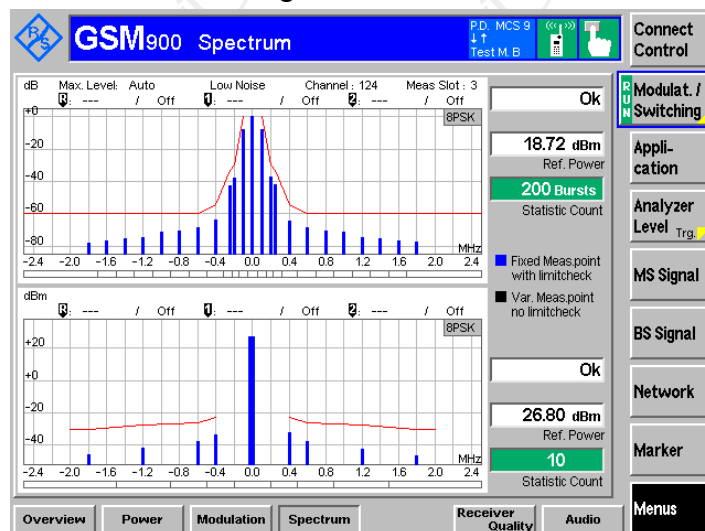 R&S
GSM900 Spectrum
P.D. MCS 9
↓↑
Test M. B
Connect
Control
dB Max. Level: Auto Low Noise Channel : 124 Meas Slot : 3
R: --- / Off 1: --- / Off 2: --- / Off
8PSK
+0
-20
-40
-60
-80
MHz
-2.4 -2.0 -1.6 -1.2 -0.8 -0.4 0.0 0.4 0.8 1.2 1.6 2.0 2.4
Ok
18.72 dBm
Ref. Power
200 Bursts
Statistic Count
Fixed Meas.point
with limitcheck
Var. Meas.point
no limitcheck
dBm
R: --- / Off 1: --- / Off 2: --- / Off
8PSK
+20
+0
-20
-40
MHz
-2.4 -2.0 -1.6 -1.2 -0.8 -0.4 0.0 0.4 0.8 1.2 1.6 2.0 2.4
Ok
26.80 dBm
Ref. Power
10
Statistic Count
RUN
Modulat. /
Switching
Appli-
cation
Analyzer
Level Trg.
MS Signal
BS Signal
Network
Marker
Menus
Overview
Power
Modulation
Spectrum
Receiver
Quality
Audio